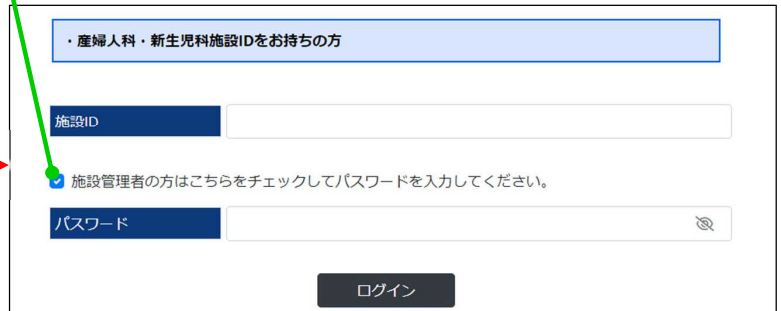 ・産婦人科・新生児科施設IDをお持ちの方
施設ID
施設管理者の方はこちらをチェックしてパスワードを入力してください。
パスワード
ログイン